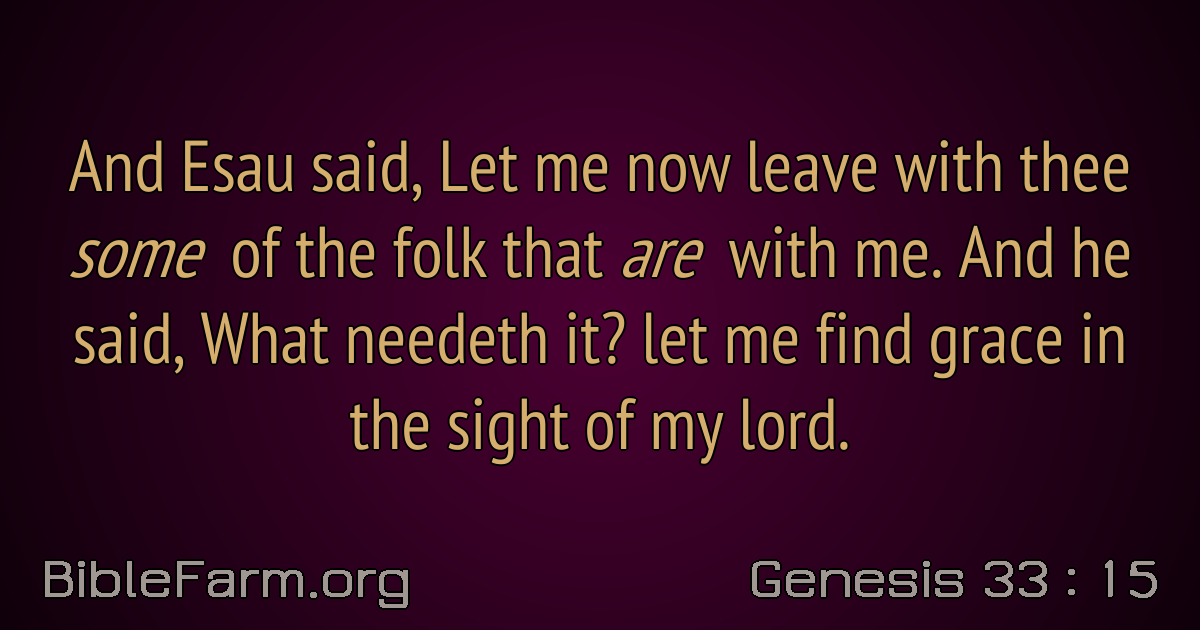 And Esau said, Let me now leave with thee
some of the folk that are with me. And he
said, What needeth it? let me find grace in
the sight of my lord.
BibleFarm.org
Genesis 33 : 15